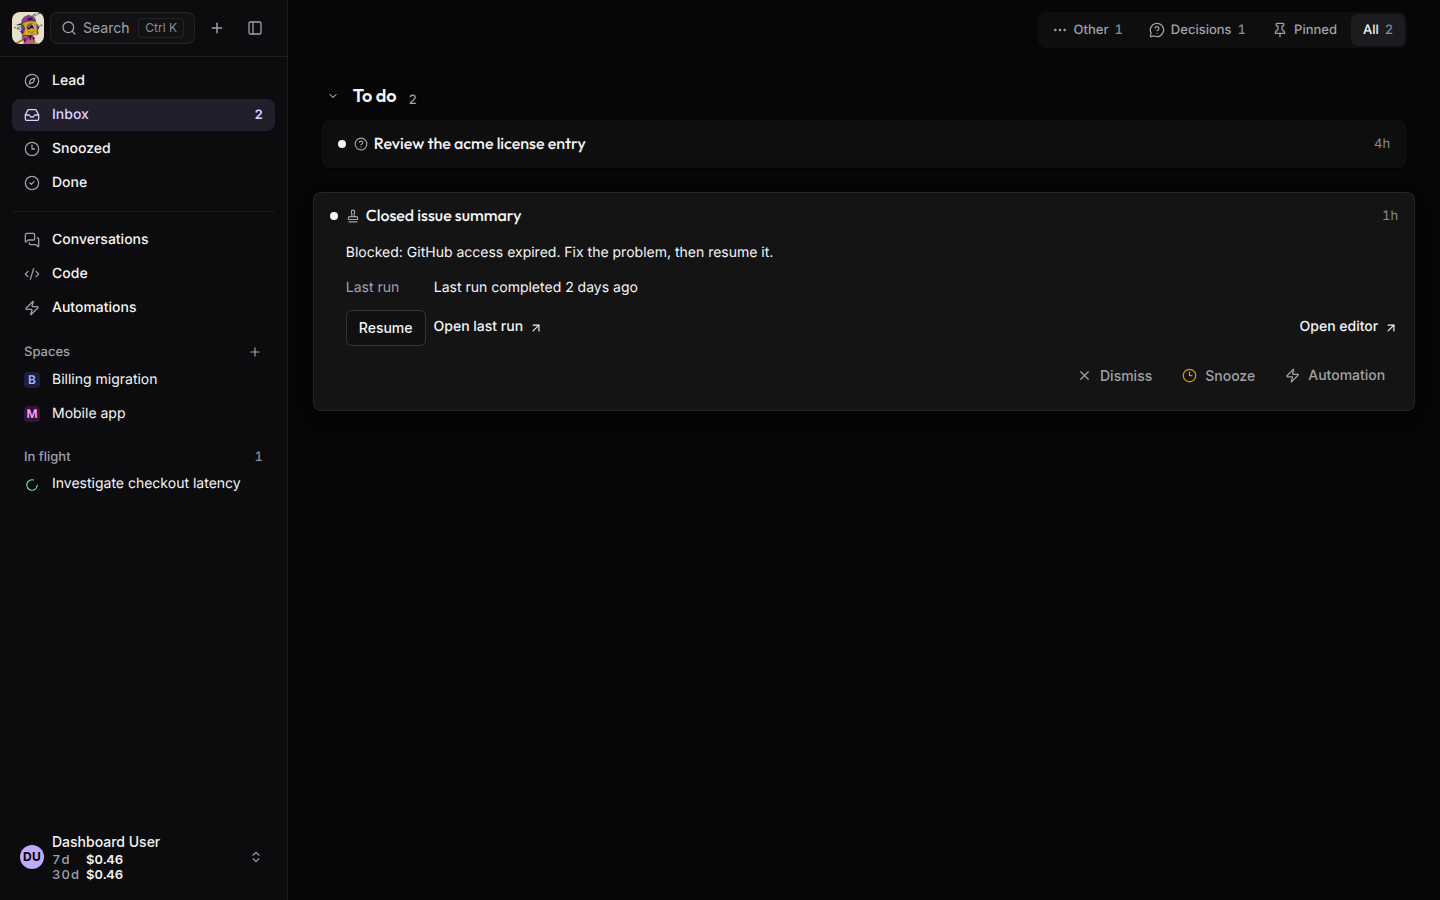 Search Ctrl K
Lead
Inbox 2
Snoozed
Done
Conversations
Code
Automations
Spaces
B Billing migration
M Mobile app
In flight 1
Investigate checkout latency
DU Dashboard User
7d $0.46
30d $0.46
Other 1 Decisions 1 Pinned All 2
To do 2
Review the acme license entry 4h
Closed issue summary 1h
Blocked: GitHub access expired. Fix the problem, then resume it.
Last run Last run completed 2 days ago
Resume Open last run Open editor
Dismiss Snooze Automation